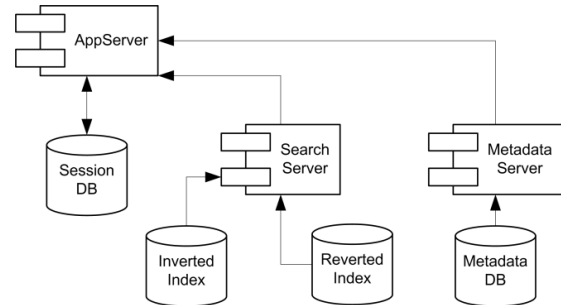 AppServer
Session
DB
Search
Server
Metadata
Server
Inverted
Index
Reverted
Index
Metadata
DB